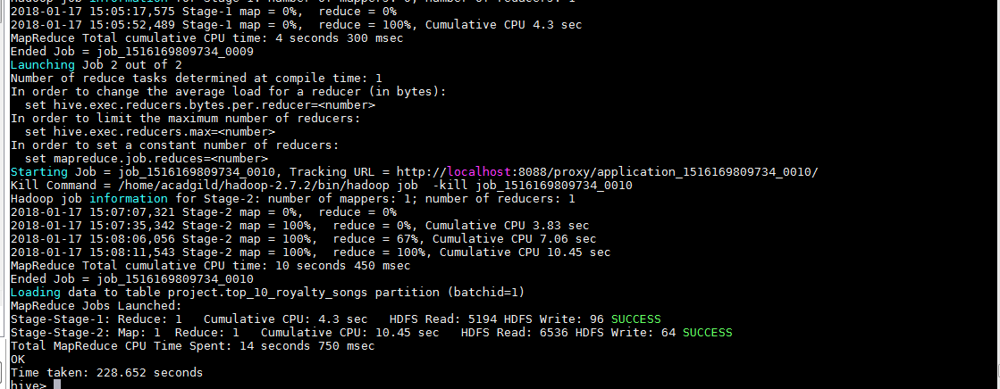 Hadoop job information for Stage-1: number of mappers: 0; number of reducers: 1
2018-01-17 15:05:17,575 Stage-1 map = 0%,  reduce = 0%
2018-01-17 15:05:52,489 Stage-1 map = 0%,  reduce = 100%, Cumulative CPU 4.3 sec
MapReduce Total cumulative CPU time: 4 seconds 300 msec
Ended Job = job_1516169809734_0009
Launching Job 2 out of 2
Number of reduce tasks determined at compile time: 1
In order to change the average load for a reducer (in bytes):
  set hive.exec.reducers.bytes.per.reducer=<number>
In order to limit the maximum number of reducers:
  set hive.exec.reducers.max=<number>
In order to set a constant number of reducers:
  set mapreduce.job.reduces=<number>
Starting Job = job_1516169809734_0010, Tracking URL = http://localhost:8088/proxy/application_1516169809734_0010/
Kill Command = /home/acadgild/hadoop-2.7.2/bin/hadoop job  -kill job_1516169809734_0010
Hadoop job information for Stage-2: number of mappers: 1; number of reducers: 1
2018-01-17 15:07:07,321 Stage-2 map = 0%,  reduce = 0%
2018-01-17 15:07:35,342 Stage-2 map = 100%,  reduce = 0%, Cumulative CPU 3.83 sec
2018-01-17 15:08:06,056 Stage-2 map = 100%,  reduce = 67%, Cumulative CPU 7.06 sec
2018-01-17 15:08:11,543 Stage-2 map = 100%,  reduce = 100%, Cumulative CPU 10.45 sec
MapReduce Total cumulative CPU time: 10 seconds 450 msec
Ended Job = job_1516169809734_0010
Loading data to table project.top_10_royalty_songs partition (batchid=1)
MapReduce Jobs Launched:
Stage-Stage-1: Reduce: 1   Cumulative CPU: 4.3 sec   HDFS Read: 5194 HDFS Write: 96 SUCCESS
Stage-Stage-2: Map: 1  Reduce: 1   Cumulative CPU: 10.45 sec   HDFS Read: 6536 HDFS Write: 64 SUCCESS
Total MapReduce CPU Time Spent: 14 seconds 750 msec
OK
Time taken: 228.652 seconds
hive>